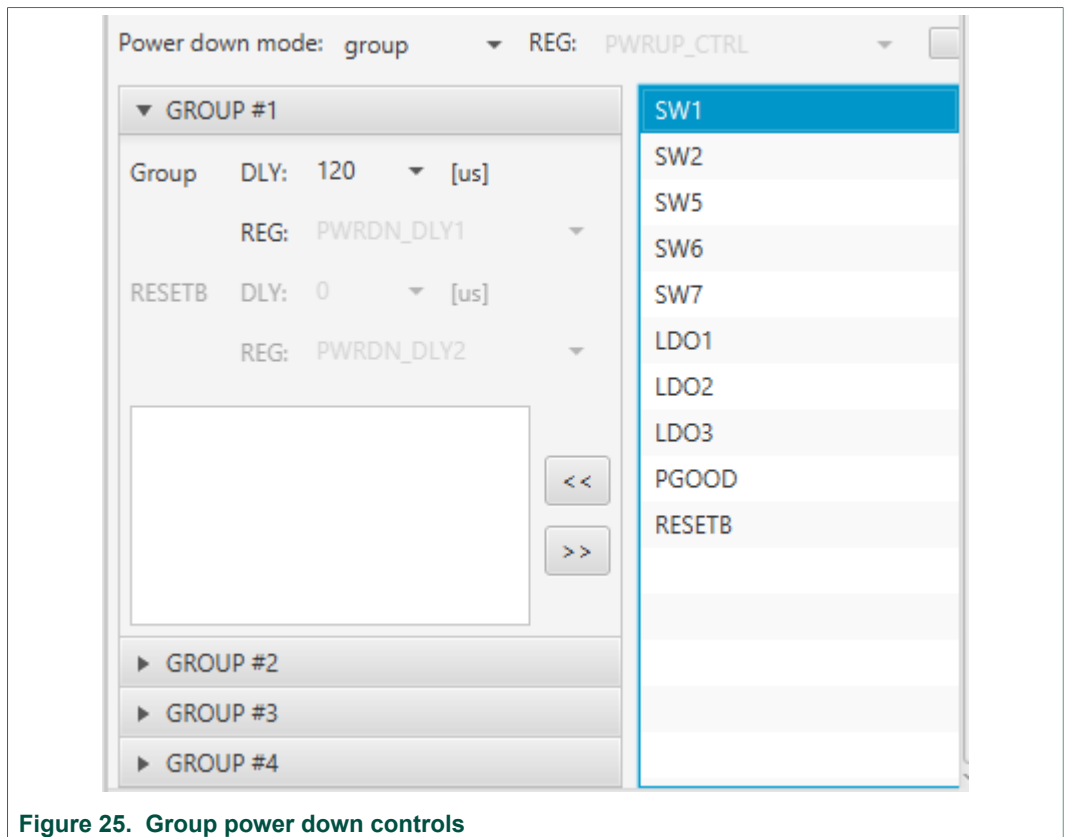 Power down mode: group REG: PWRUP_CTRL
GROUP #1
Group DLY: 120 [us]
REG: PWRDN_DLY1
RESETB DLY: 0 [us]
REG: PWRDN_DLY2
<<
>>
GROUP #2
GROUP #3
GROUP #4
SW1
SW2
SW5
SW6
SW7
LDO1
LDO2
LDO3
PGOOD
RESETB
Figure 25. Group power down controls